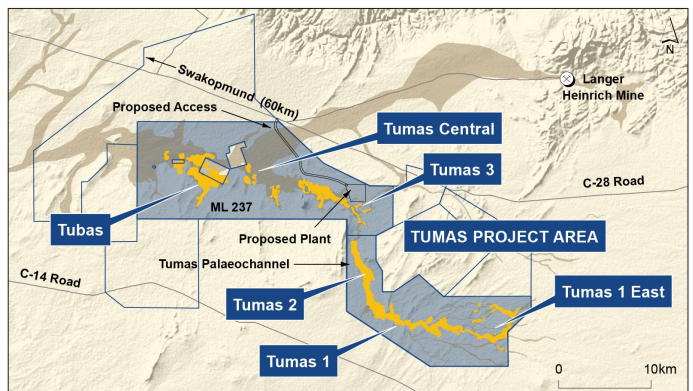 N
Swakopmund (60km)
Langer
Heinrich Mine
Proposed Access
Tumas Central
Tumas 3
C-28 Road
Tubas
ML 237
Proposed Plant
TUMAS PROJECT AREA
Tumas Palaeochannel
C-14 Road
Tumas 2
Tumas 1 East
Tumas 1
0 10km